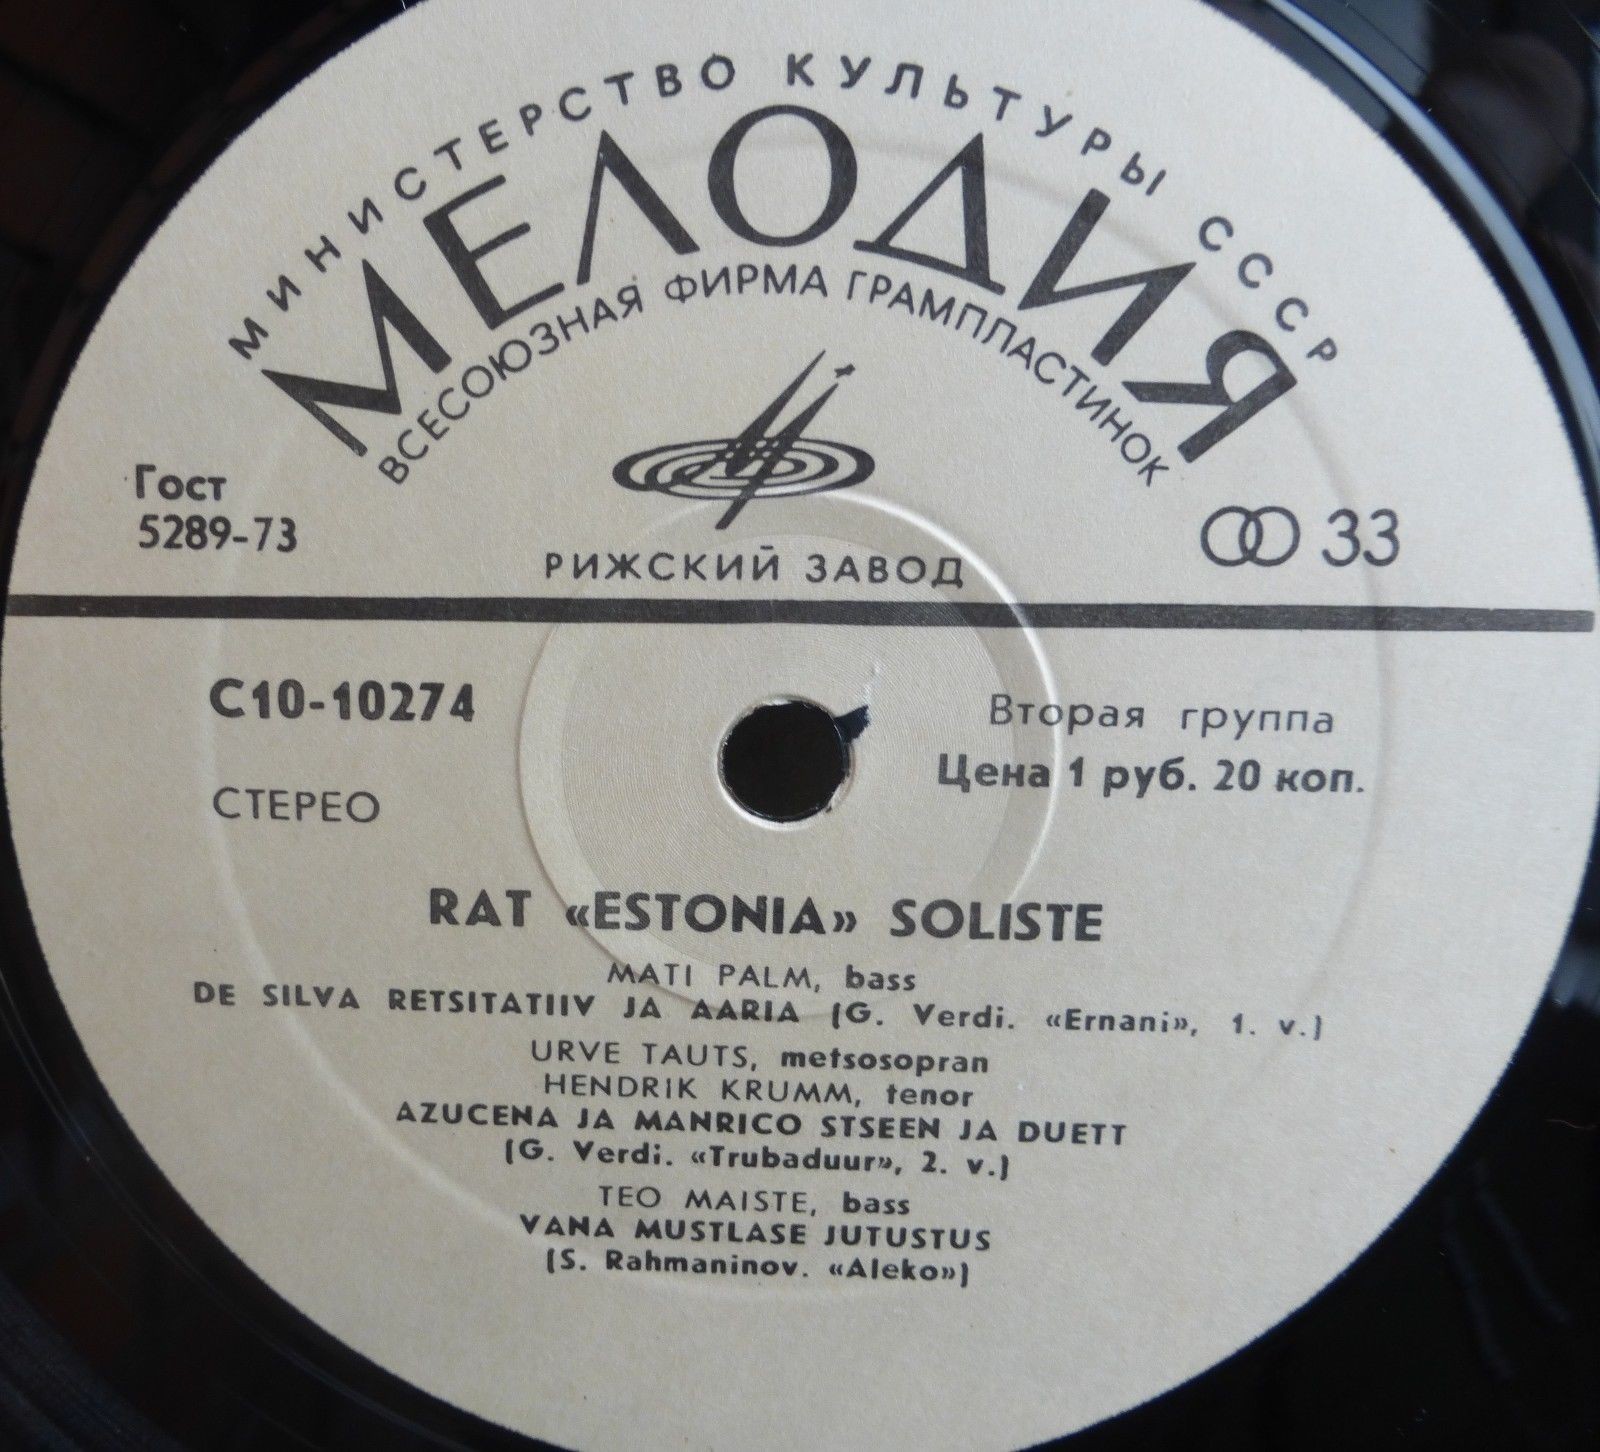 МИНИСТЕРСТВО КУЛЬТУРЫ СССР
МЕЛОДИЯ
ВСЕСОЮЗНАЯ ФИРМА ГРАМПЛАСТИНОК
Гост
5289-73
33
РИЖСКИЙ ЗАВОД
С10-10274
Вторая группа
Цена 1 руб. 20 коп.
СТЕРЕО
RAT «ESTONIA» SOLISTE
MATI PALM, bass
DE SILVA RETSITATIIV JA AARIA (G. Verdi. «Ernani», 1. v.)
URVE TAUTS, metsosopran
HENDRIK KRUMM, tenor
AZUCENA JA MANRICO STSEEN JA DUETT
(G. Verdi. «Trubaduur», 2. v.)
TEO MAISTE, bass
VANA MUSTLASE JUTUSTUS
(S. Rahmaninov. «Aleko»)